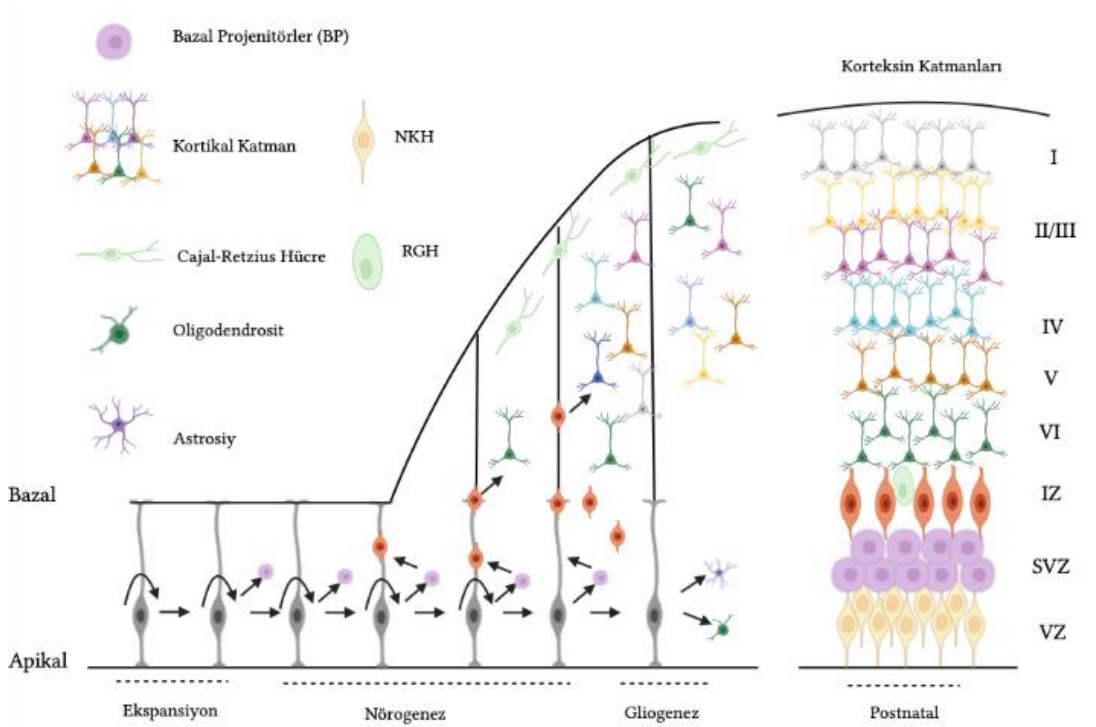 Bazal Projenitörler (BP)
Kortikal Katman
NKH
Cajal-Retzius Hücre
RGH
Oligodendrosit
Astrosiy
Korteksin Katmanları
I
II/III
IV
V
VI
IZ
SVZ
VZ
Bazal
Apikal
Ekspansiyon
Nörogenez
Gliogenez
Postnatal